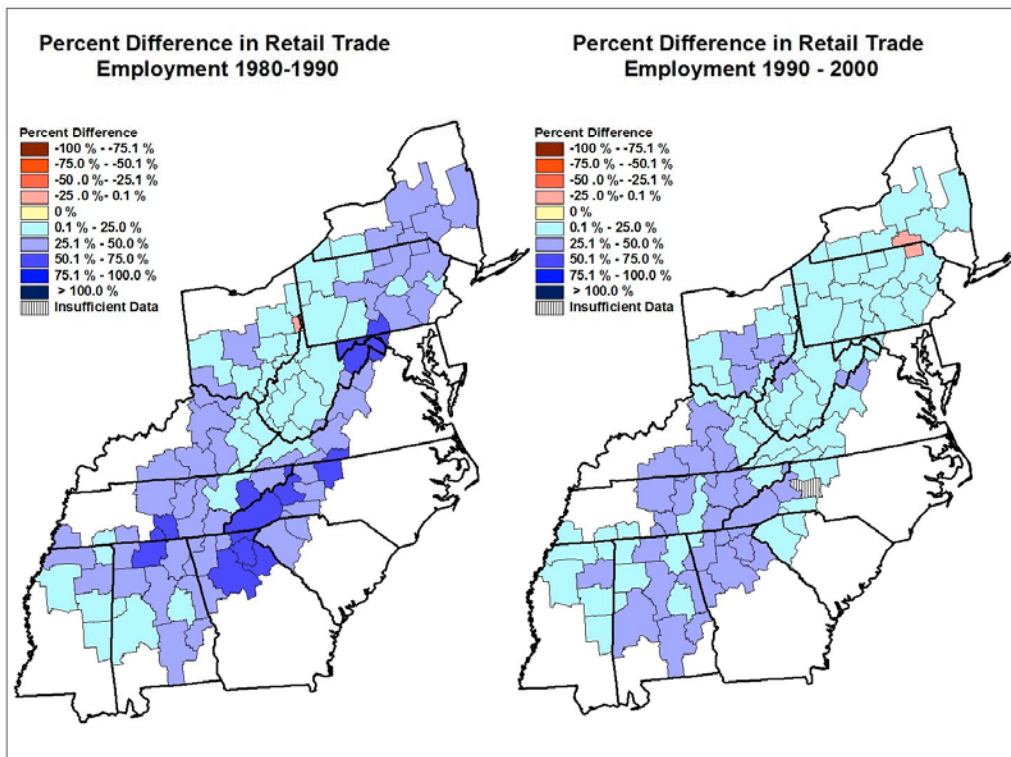 Percent Difference in Retail Trade
Employment 1980-1990
Percent Difference
-100 % - -75.1 %
-75.0 % - -50.1 %
-50 .0 %- -25.1 %
-25 .0 %- 0.1 %
0 %
0.1 % - 25.0 %
25.1 % - 50.0 %
50.1 % - 75.0 %
75.1 % - 100.0 %
> 100.0 %
Insufficient Data
Percent Difference in Retail Trade
Employment 1990 - 2000
Percent Difference
-100 % - -75.1 %
-75.0 % - -50.1 %
-50 .0 %- -25.1 %
-25 .0 %- 0.1 %
0 %
0.1 % - 25.0 %
25.1 % - 50.0 %
50.1 % - 75.0 %
75.1 % - 100.0 %
> 100.0 %
Insufficient Data